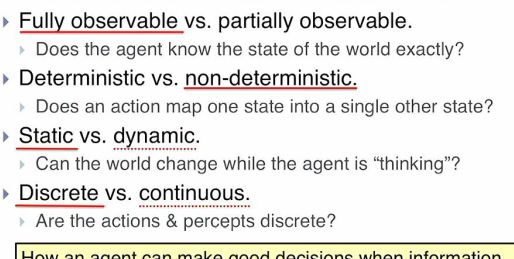 Fully observable vs. partially observable.
Does the agent know the state of the world exactly?
Deterministic vs. non-deterministic.
Does an action map one state into a single other state?
Static vs. dynamic.
Can the world change while the agent is “thinking”?
Discrete vs. continuous.
Are the actions & percepts discrete?
How an agent can make good decisions when information